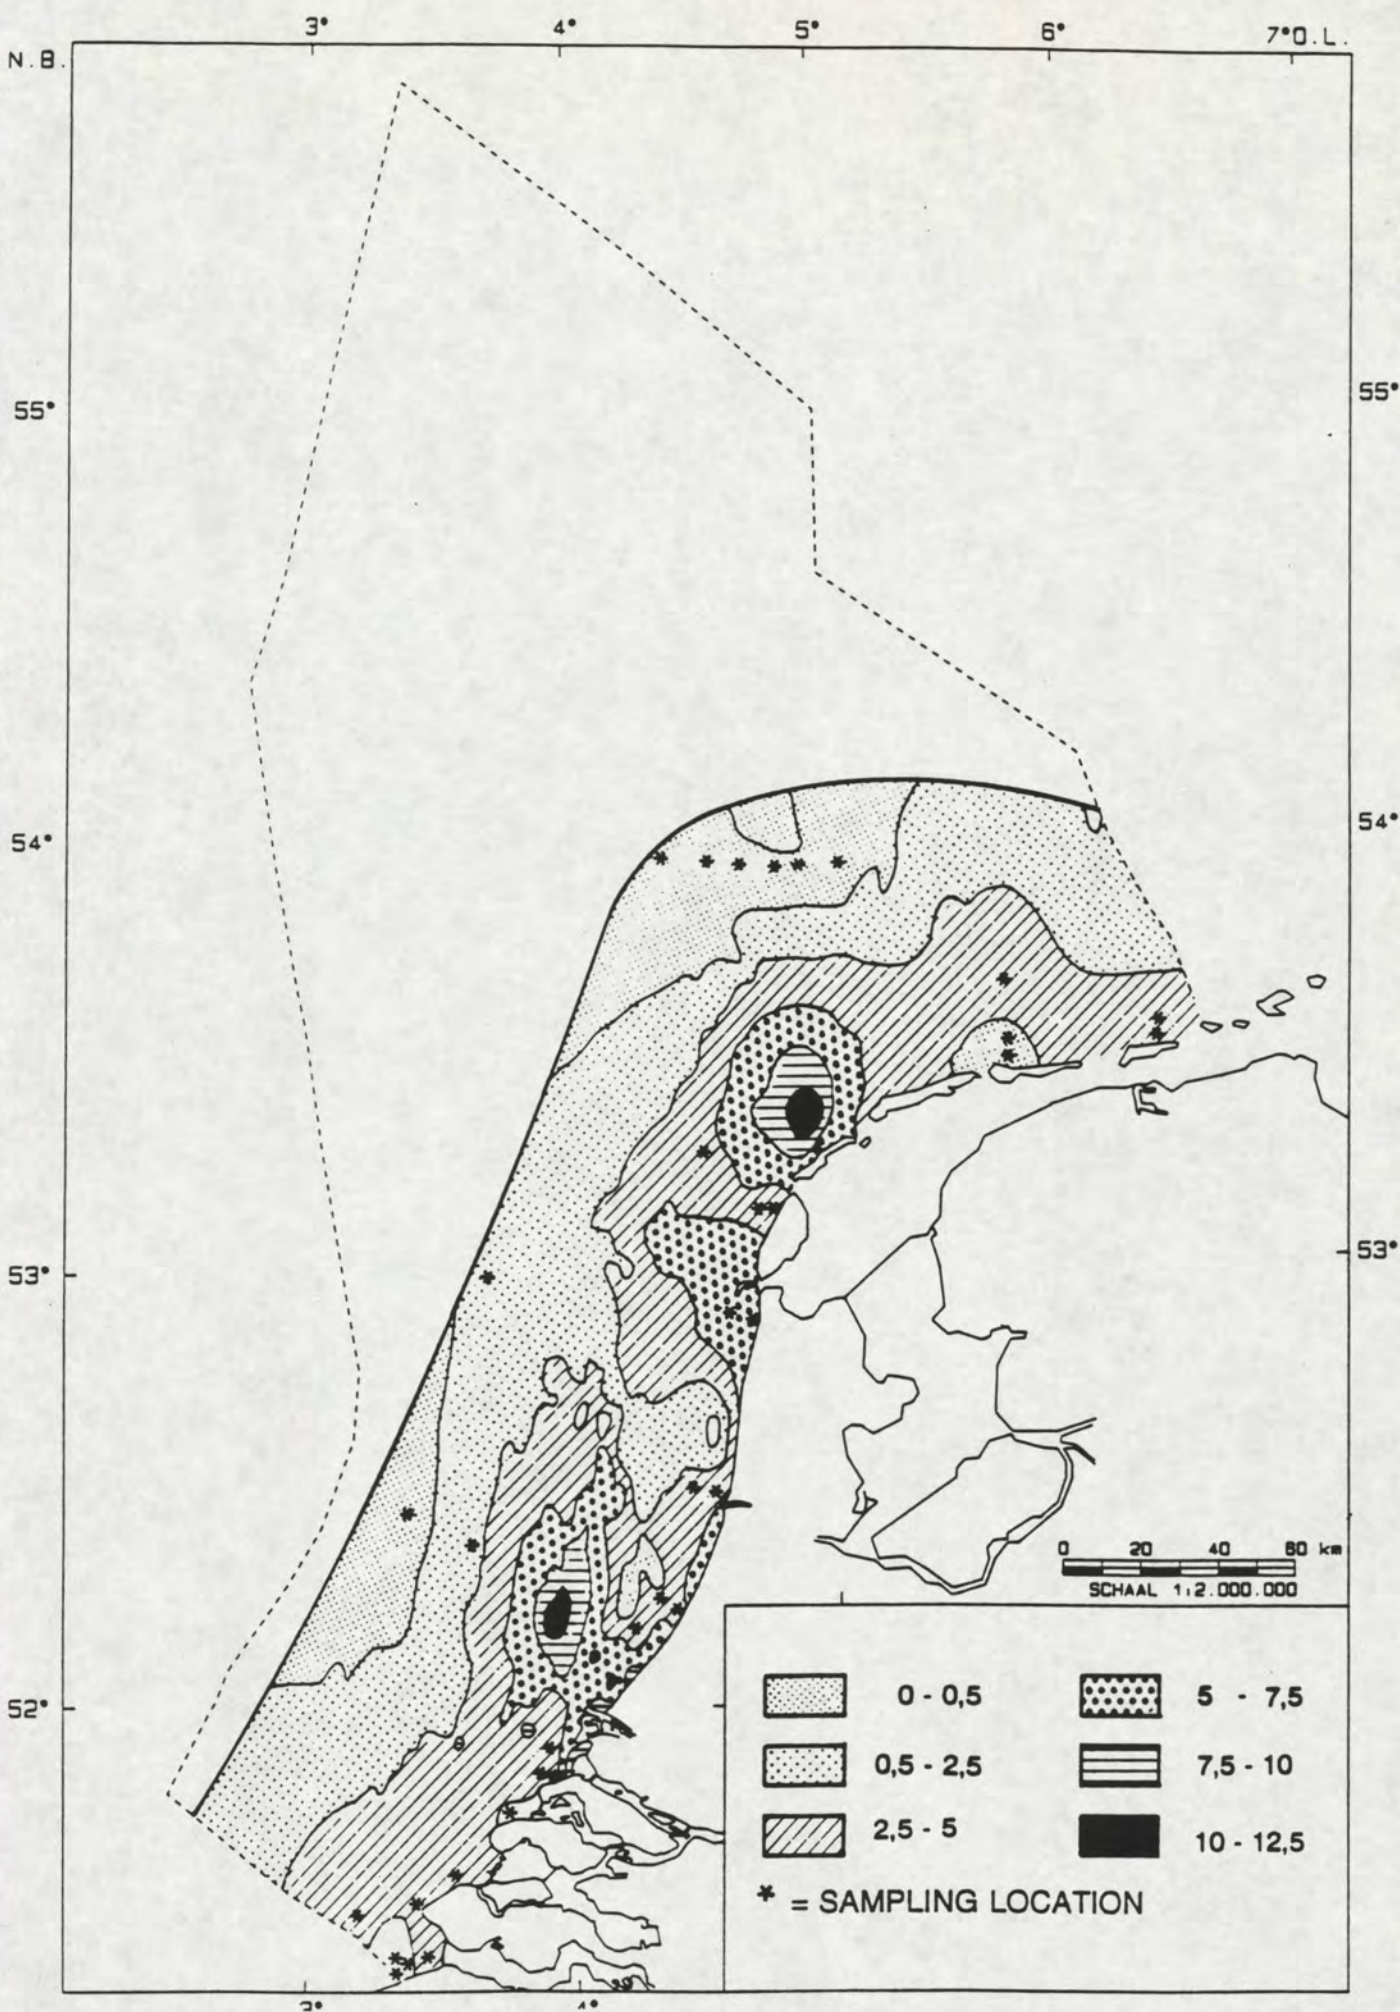 3° 4° 5° 6° 7°O.L.
N.B.
55° 55°
54° 54°
53° 53°
0 20 40 60 km
SCHAAL 1:2.000.000
52°
0 - 0,5 5 - 7,5
0,5 - 2,5 7,5 - 10
2,5 - 5 10 - 12,5
* = SAMPLING LOCATION
3° 4°